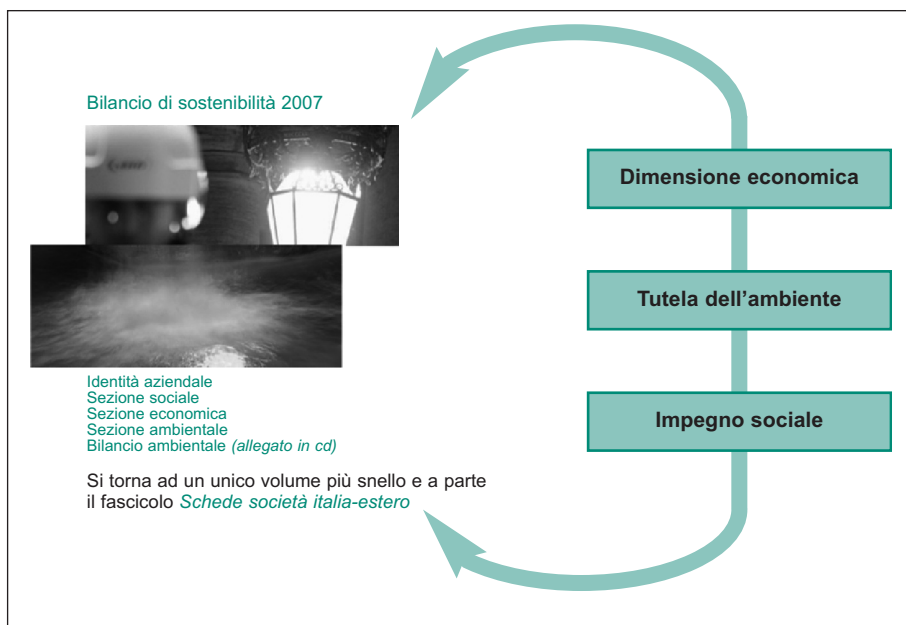 Bilancio di sostenibilità 2007
Identità aziendale
Sezione sociale
Sezione economica
Sezione ambientale
Bilancio ambientale (allegato in cd)
Si torna ad un unico volume più snello e a parte
il fascicolo Schede società italia-estero
Dimensione economica
Tutela dell’ambiente
Impegno sociale